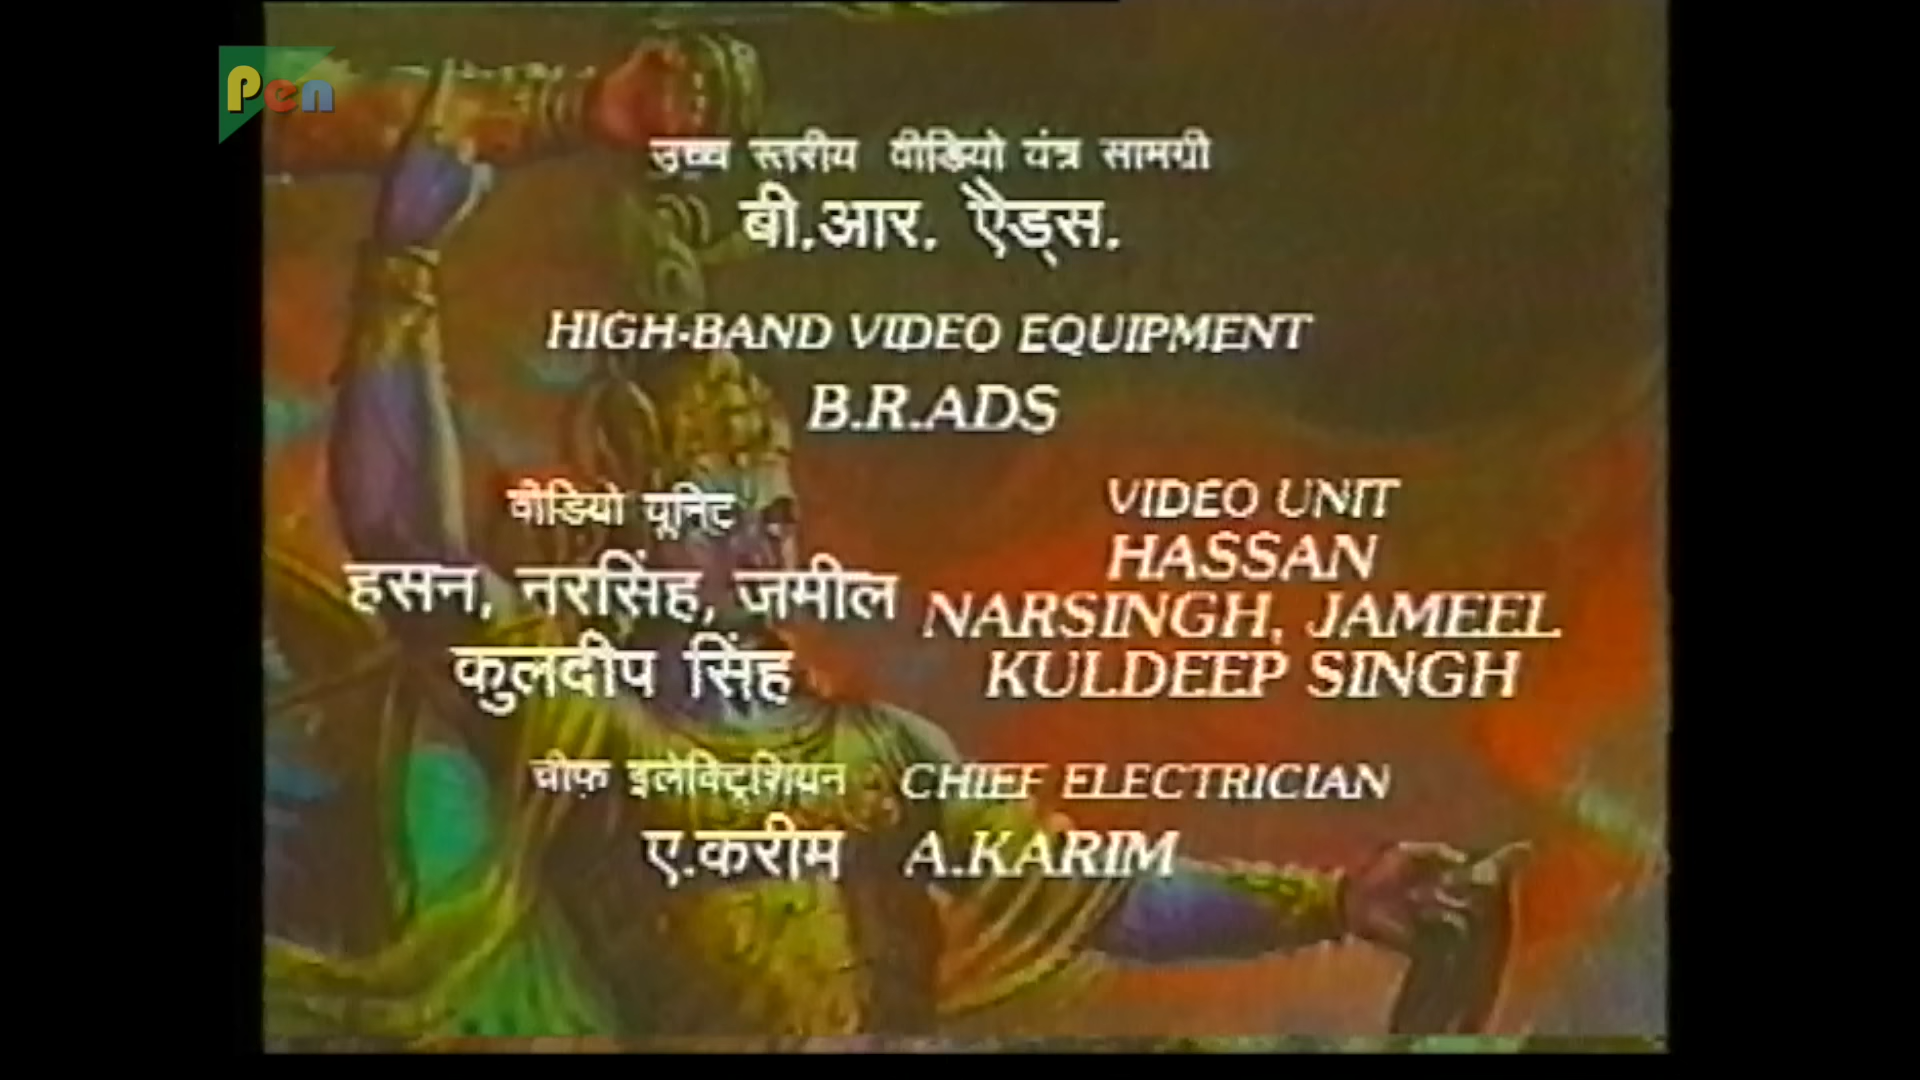 Pen
उच्च स्तरीय वीडियो यंत्र सामग्री
बी.आर. ऐड्स.
HIGH-BAND VIDEO EQUIPMENT
B.R.ADS
वीडियो यूनिट
हसन, नरसिंह, जमील
कुलदीप सिंह
VIDEO UNIT
HASSAN
NARSINGH, JAMEEL
KULDEEP SINGH
चीफ़ इलेक्ट्रिशियन CHIEF ELECTRICIAN
ए.करीम A.KARIM